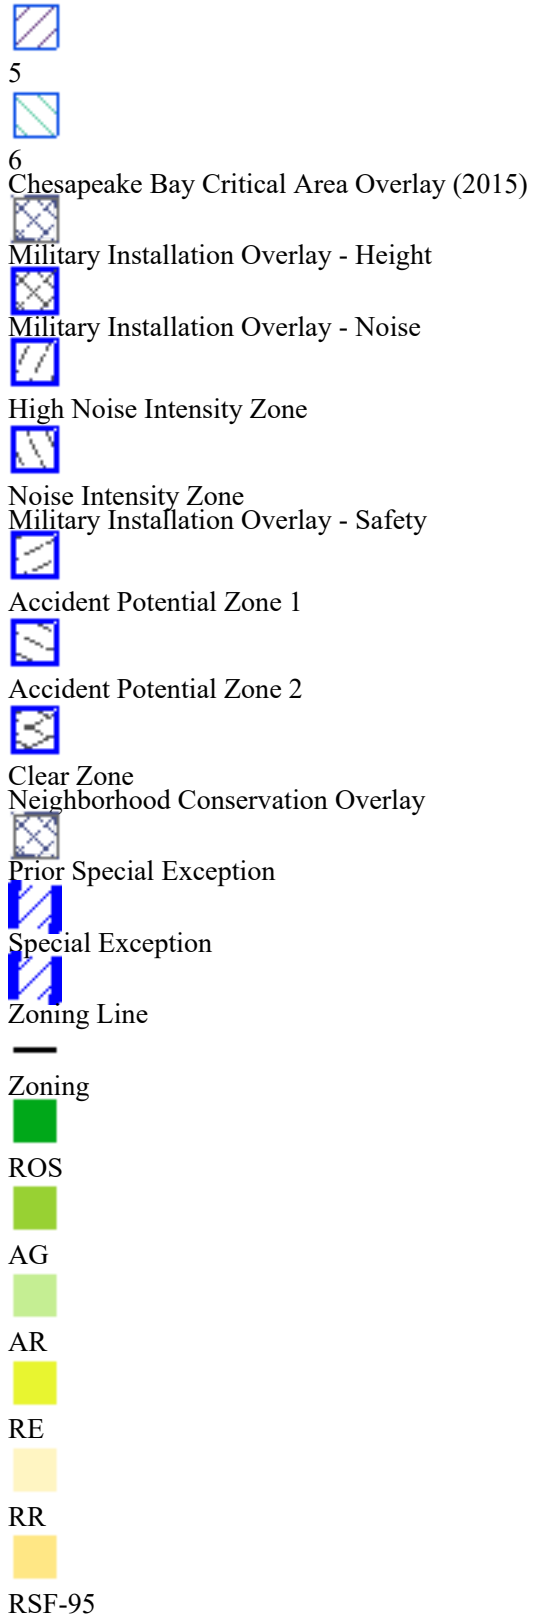 5
6
Chesapeake Bay Critical Area Overlay (2015)
Military Installation Overlay - Height
Military Installation Overlay - Noise
High Noise Intensity Zone
Noise Intensity Zone
Military Installation Overlay - Safety
Accident Potential Zone 1
Accident Potential Zone 2
Clear Zone
Neighborhood Conservation Overlay
Prior Special Exception
Special Exception
Zoning Line
Zoning
ROS
AG
AR
RE
RR
RSF-95